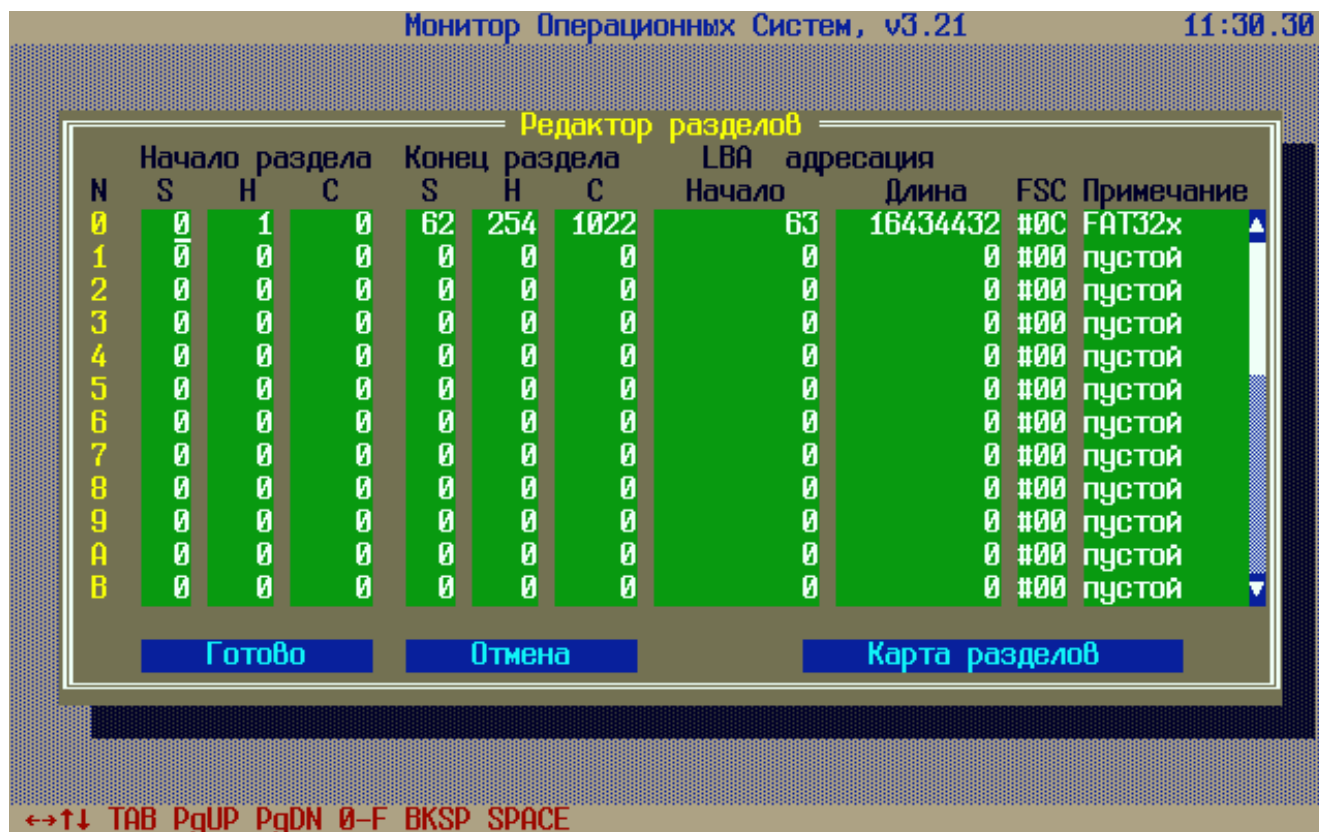 Монитор Операционных Систем, v3.21 11:30.30
Редактор разделов
Начало раздела Конец раздела LBA адресация
N S H C S H C Начало Длина FSC Примечание
0 0 1 0 62 254 1022 63 16434432 #0C FAT32x
1 0 0 0 0 0 0 0 0 #00 пустой
2 0 0 0 0 0 0 0 0 #00 пустой
3 0 0 0 0 0 0 0 0 #00 пустой
4 0 0 0 0 0 0 0 0 #00 пустой
5 0 0 0 0 0 0 0 0 #00 пустой
6 0 0 0 0 0 0 0 0 #00 пустой
7 0 0 0 0 0 0 0 0 #00 пустой
8 0 0 0 0 0 0 0 0 #00 пустой
9 0 0 0 0 0 0 0 0 #00 пустой
A 0 0 0 0 0 0 0 0 #00 пустой
B 0 0 0 0 0 0 0 0 #00 пустой
Готово Отмена Карта разделов
←→↑↓ TAB PgUP PgDN 0-F BKSP SPACE